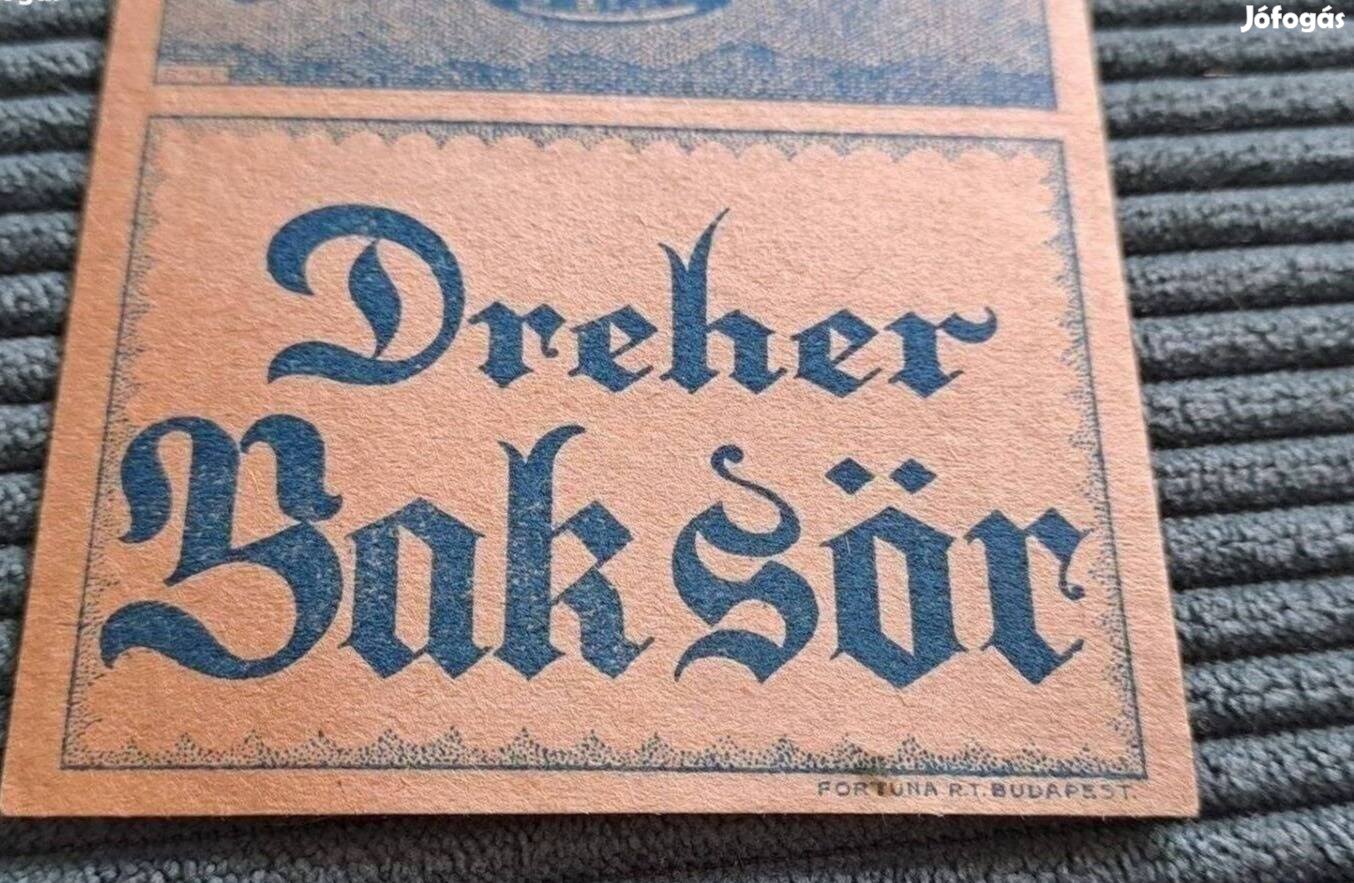 Jófogás
Dreher
Bak sör
FORTUNA R.T. BUDAPEST.